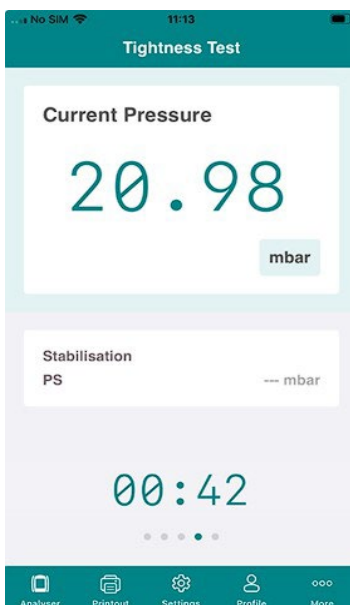 No SIM 11:13
Tightness Test
Current Pressure
20.98
mbar
Stabilisation
PS --- mbar
00:42
Analyser Printout Settings Profile More